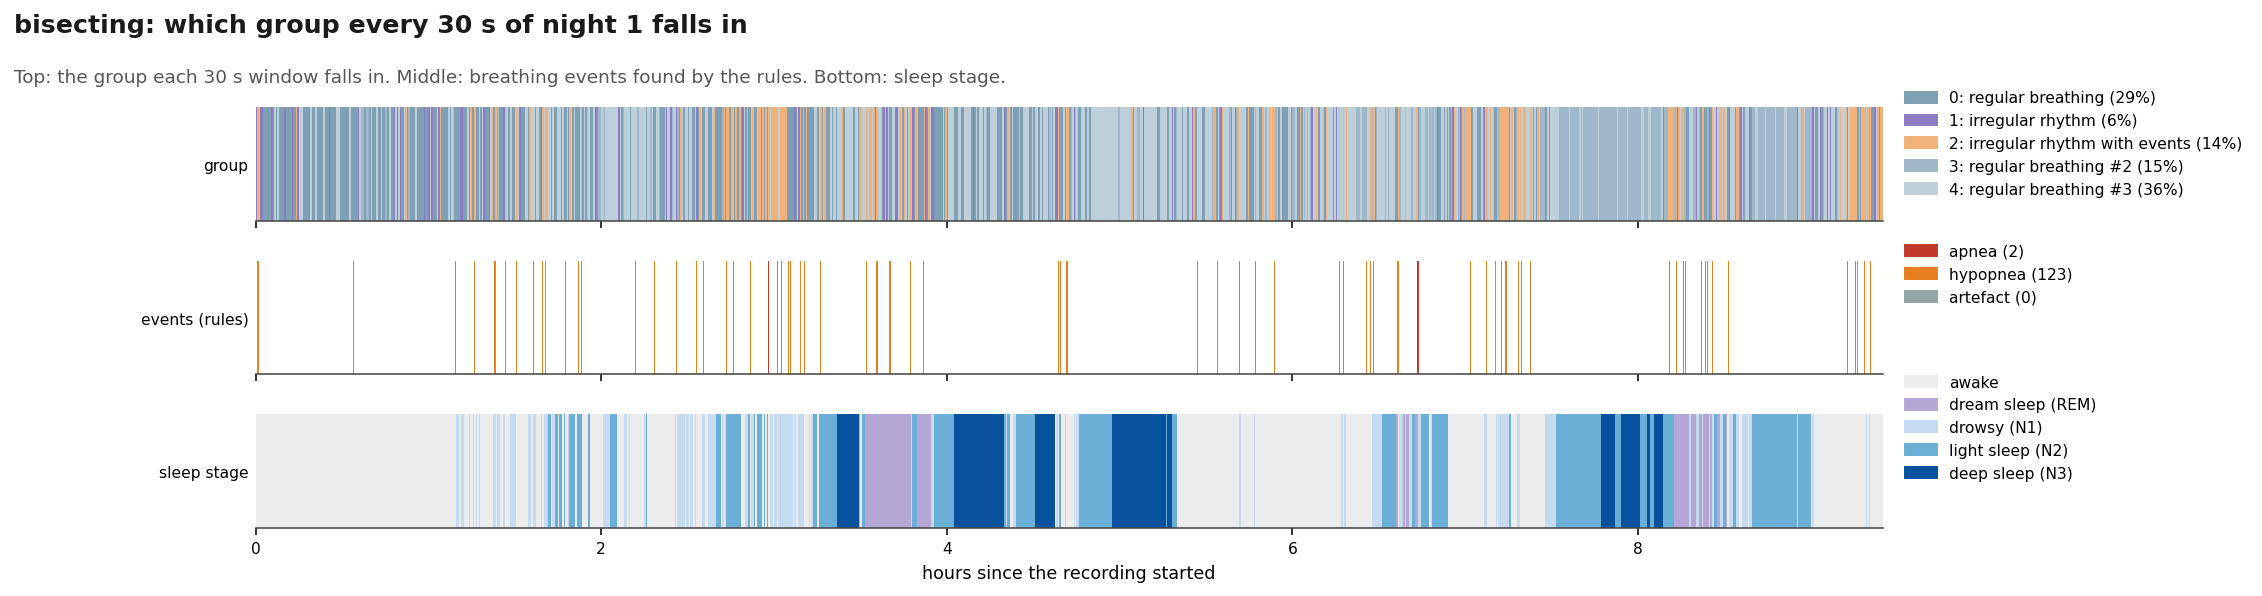 bisecting: which group every 30 s of night 1 falls in
Top: the group each 30 s window falls in. Middle: breathing events found by the rules. Bottom: sleep stage.
group
0: regular breathing (29%)
1: irregular rhythm (6%)
2: irregular rhythm with events (14%)
3: regular breathing #2 (15%)
4: regular breathing #3 (36%)
events (rules)
apnea (2)
hypopnea (123)
artefact (0)
sleep stage
awake
dream sleep (REM)
drowsy (N1)
light sleep (N2)
deep sleep (N3)
0 2 4 6 8
hours since the recording started